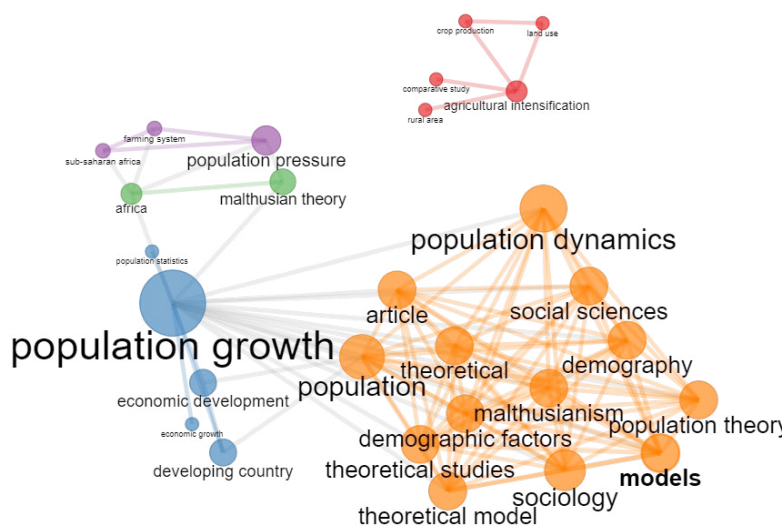 crop production
land use
comparative study
agricultural intensification
rural area
farming system
sub-saharan africa
population pressure
africa
malthusian theory
population dynamics
population statistics
article
social sciences
population growth
theoretical
demography
population
economic development
malthusianism
population theory
economic growth
demographic factors
developing country
theoretical studies
models
sociology
theoretical model